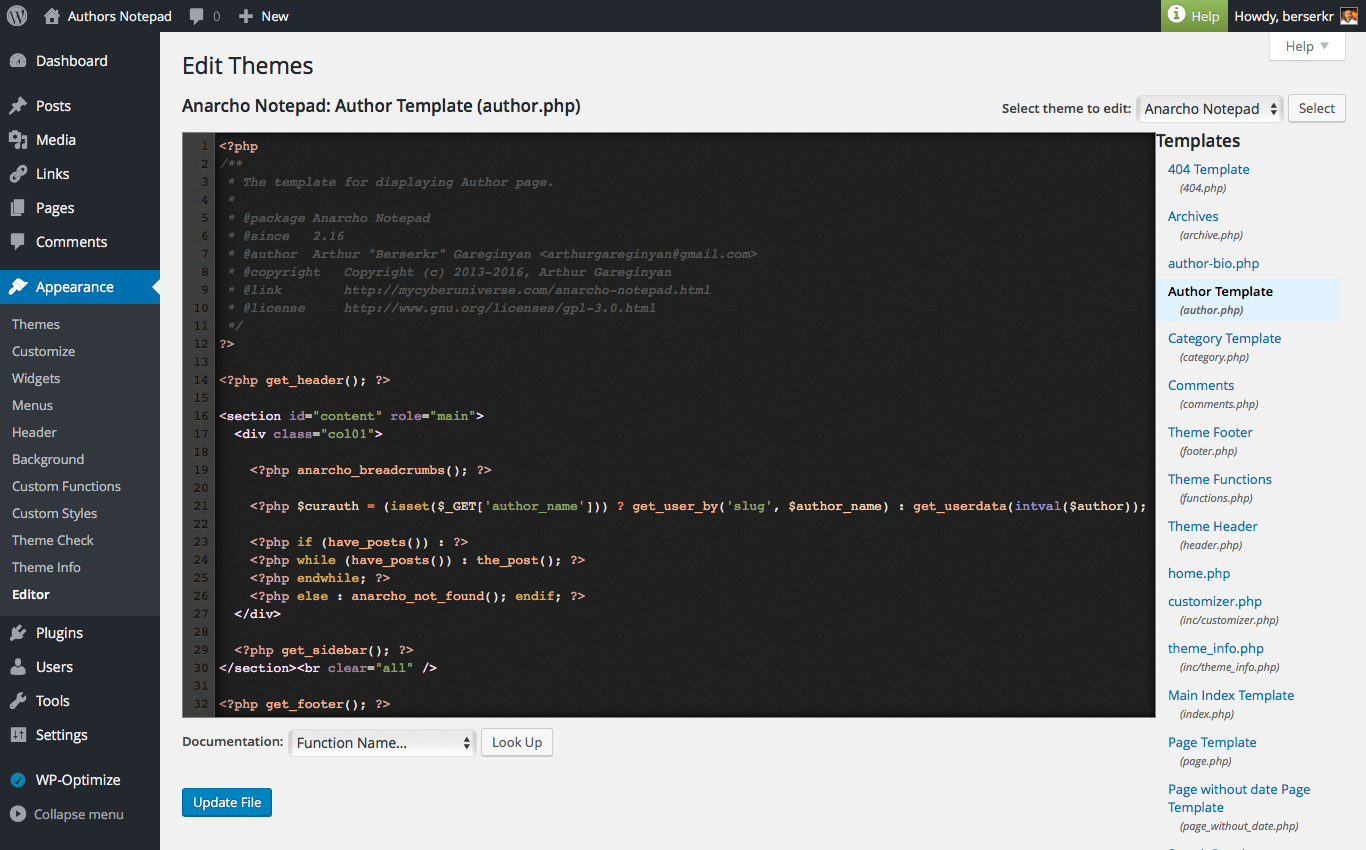 Authors Notepad 0 New Help Howdy, berserkr
Help
Dashboard
Posts
Media
Links
Pages
Comments
Appearance
Themes
Customize
Widgets
Menus
Header
Background
Custom Functions
Custom Styles
Theme Check
Theme Info
Editor
Plugins
Users
Tools
Settings
WP-Optimize
Collapse menu
Edit Themes
Anarcho Notepad: Author Template (author.php)
Select theme to edit: Anarcho Notepad Select
1 <?php
2 /**
3  * The template for displaying Author page.
4  *
5  * @package Anarcho Notepad
6  * @since   2.16
7  * @author  Arthur "Berserkr" Gareginyan <arthurgareginyan@gmail.com>
8  * @copyright   Copyright (c) 2013-2016, Arthur Gareginyan
9  * @link        http://mycyberuniverse.com/anarcho-notepad.html
10  * @license     http://www.gnu.org/licenses/gpl-3.0.html
11  */
12 ?>
13
14 <?php get_header(); ?>
15
16 <section id="content" role="main">
17   <div class="col01">
18
19     <?php anarcho_breadcrumbs(); ?>
20
21     <?php $curauth = (isset($_GET['author_name'])) ? get_user_by('slug', $author_name) : get_userdata(intval($author));
22
23     <?php if (have_posts()) : ?>
24     <?php while (have_posts()) : the_post(); ?>
25     <?php endwhile; ?>
26     <?php else : anarcho_not_found(); endif; ?>
27   </div>
28
29   <?php get_sidebar(); ?>
30 </section><br clear="all" />
31
32 <?php get_footer(); ?>
Documentation: Function Name... Look Up
Update File
Templates
404 Template
(404.php)
Archives
(archive.php)
author-bio.php
Author Template
(author.php)
Category Template
(category.php)
Comments
(comments.php)
Theme Footer
(footer.php)
Theme Functions
(functions.php)
Theme Header
(header.php)
home.php
customizer.php
(inc/customizer.php)
theme_info.php
(inc/theme_info.php)
Main Index Template
(index.php)
Page Template
(page.php)
Page without date Page
Template
(page_without_date.php)